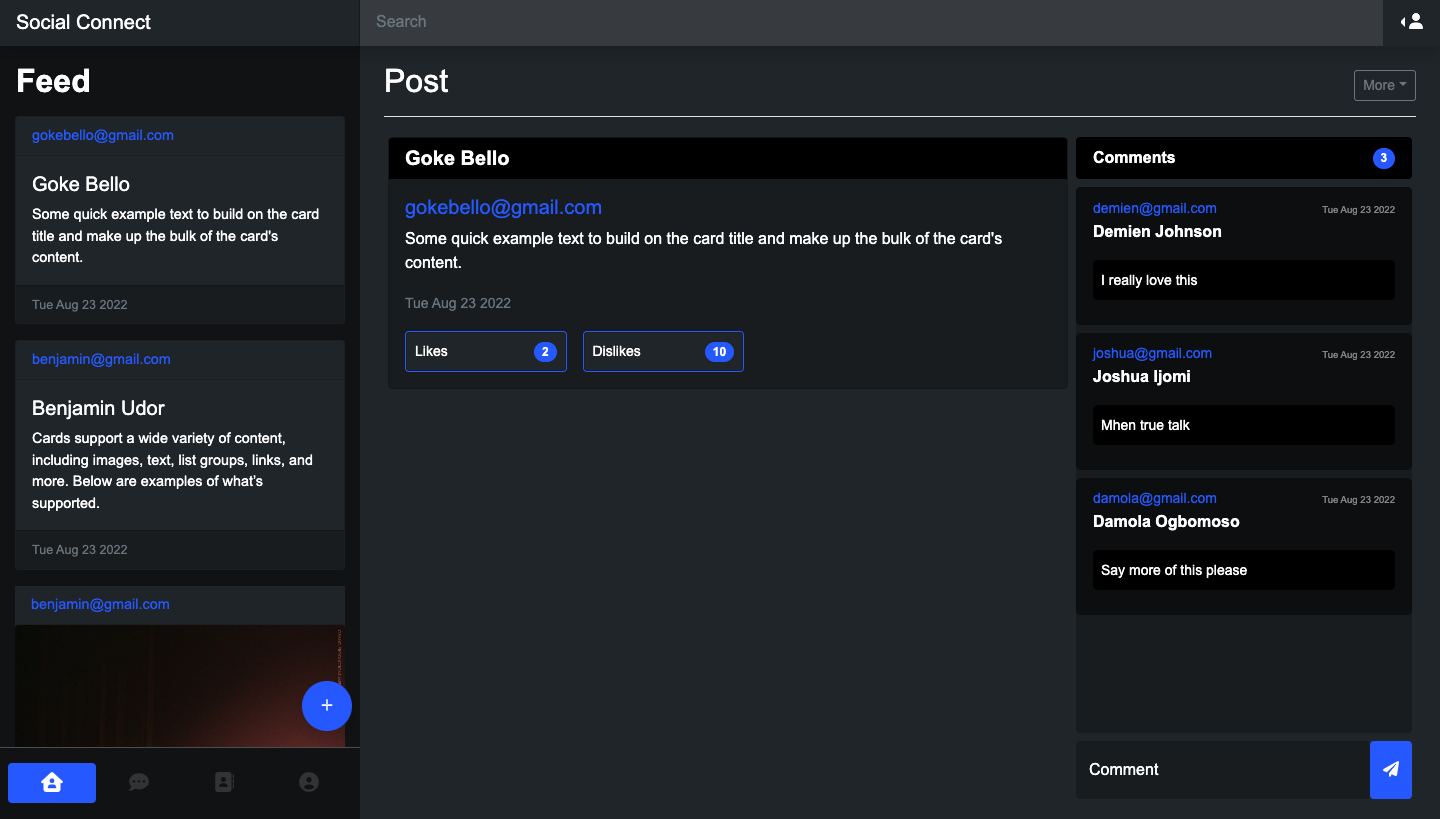 Social Connect
Search
Feed
gokebello@gmail.com
Goke Bello
Some quick example text to build on the card
title and make up the bulk of the card's
content.
Tue Aug 23 2022
benjamin@gmail.com
Benjamin Udor
Cards support a wide variety of content,
including images, text, list groups, links, and
more. Below are examples of what's
supported.
Tue Aug 23 2022
benjamin@gmail.com
+
Post
More
Goke Bello
gokebello@gmail.com
Some quick example text to build on the card title and make up the bulk of the card's
content.
Tue Aug 23 2022
Likes 2
Dislikes 10
Comments 3
demien@gmail.com Tue Aug 23 2022
Demien Johnson
I really love this
joshua@gmail.com Tue Aug 23 2022
Joshua Ijomi
Mhen true talk
damola@gmail.com Tue Aug 23 2022
Damola Ogbomoso
Say more of this please
Comment